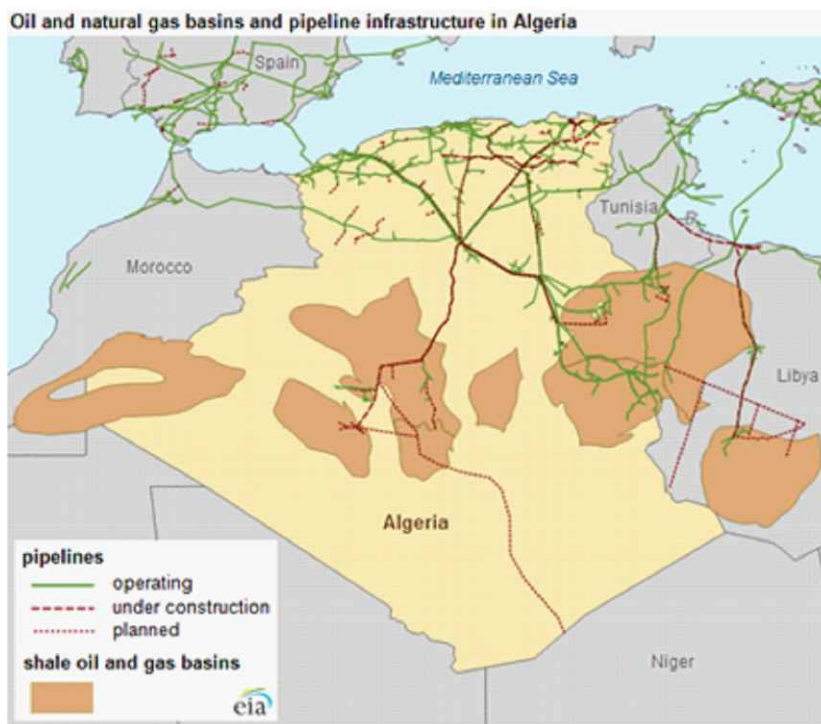 Oil and natural gas basins and pipeline infrastructure in Algeria
Spain
Mediterranean Sea
Tunisia
Morocco
Libya
Algeria
Niger
pipelines
operating
under construction
planned
shale oil and gas basins
eia